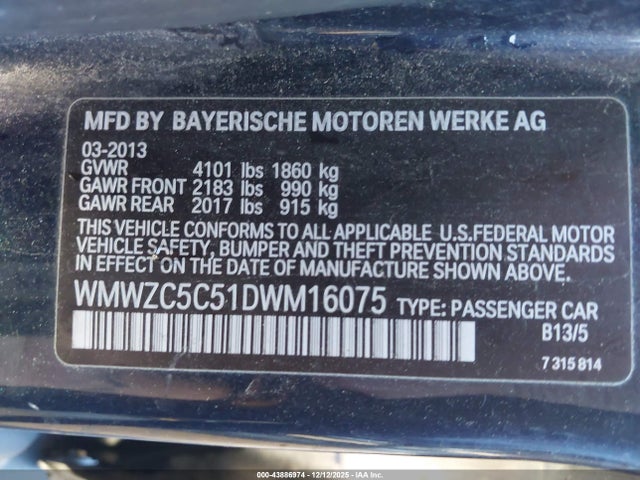 MFD BY BAYERISCHE MOTOREN WERKE AG
03-2013
GVWR 4101 lbs 1860 kg
GAWR FRONT 2183 lbs 990 kg
GAWR REAR 2017 lbs 915 kg
THIS VEHICLE CONFORMS TO ALL APPLICABLE U.S.FEDERAL MOTOR
VEHICLE SAFETY, BUMPER AND THEFT PREVENTION STANDARDS
IN EFFECT ON THE DATE OF MANUFACTURE SHOWN ABOVE.
WMWZC5C51DWM16075 TYPE: PASSENGER CAR
B13/5
7 315 814
00-43886974 - 12/12/2025 - IAAI.COM